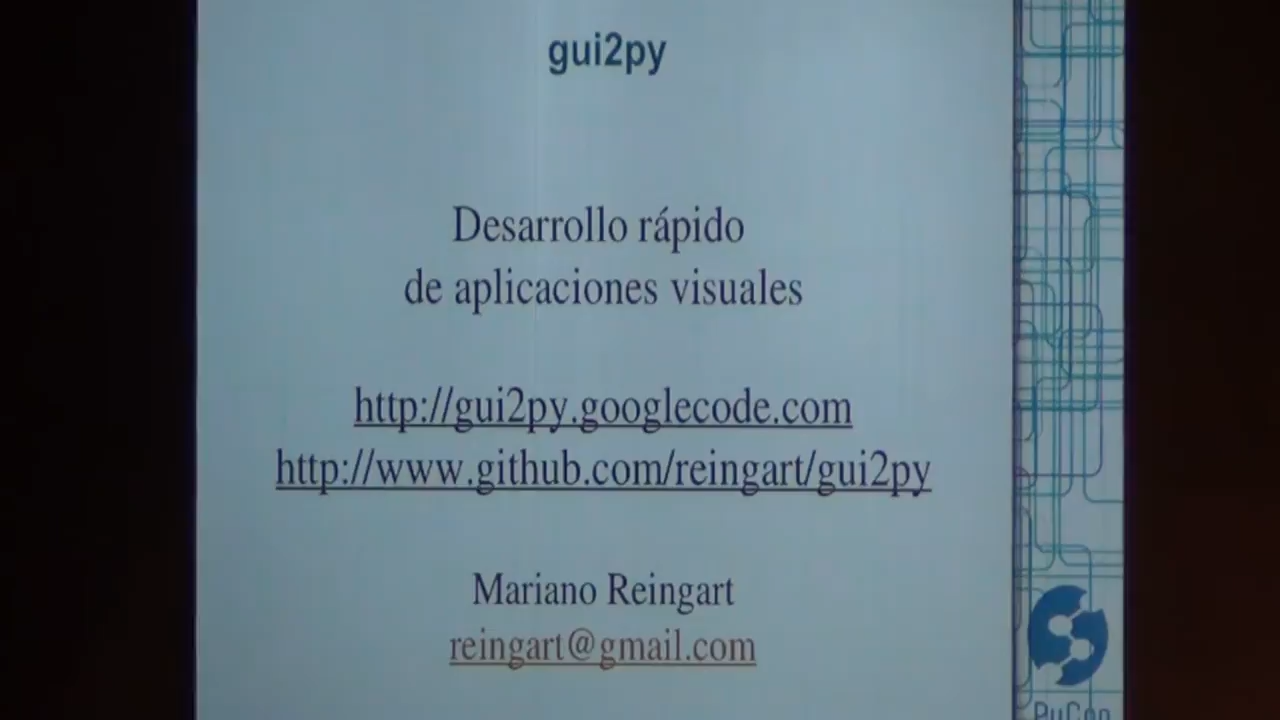 gui2py
Desarrollo rápido
de aplicaciones visuales
http://gui2py.googlecode.com
http://www.github.com/reingart/gui2py
Mariano Reingart
reingart@gmail.com
PyCon